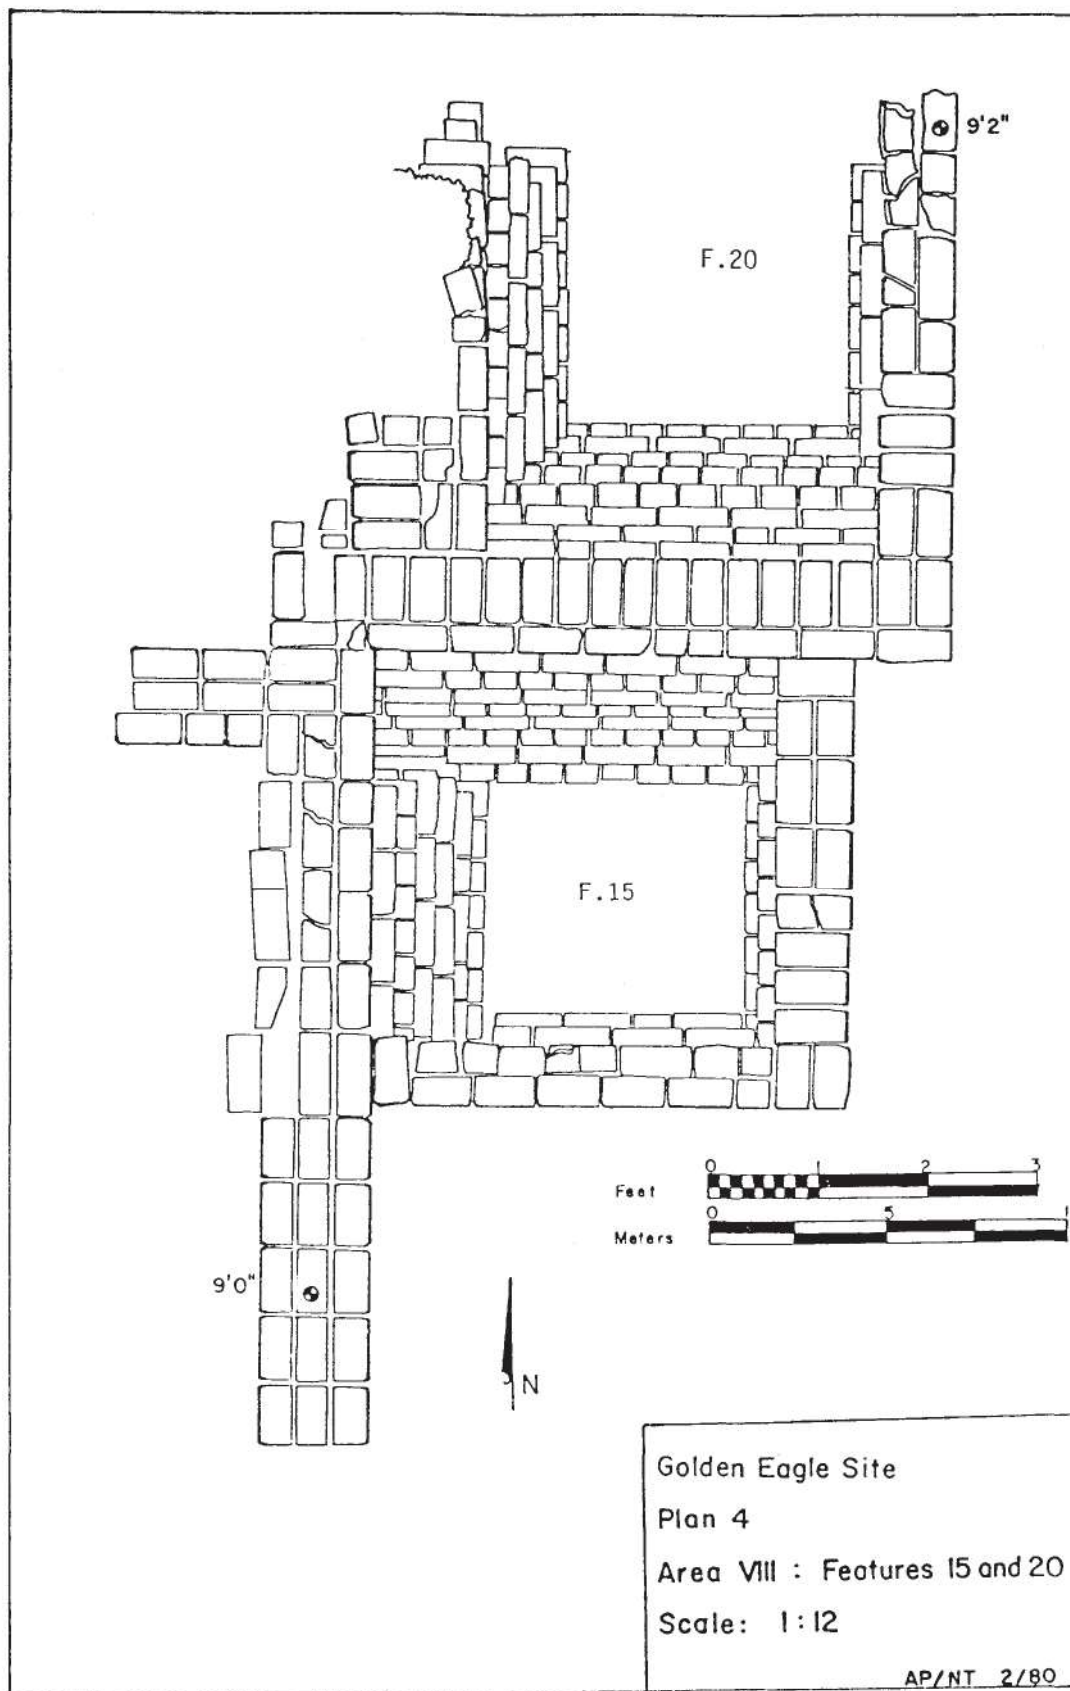 9'2"
F.20
F.15
0 1 2 3
Feet
0 5 1
Meters
9'0"
N
Golden Eagle Site
Plan 4
Area VIII : Features 15 and 20
Scale: 1:12
AP/NT 2/80